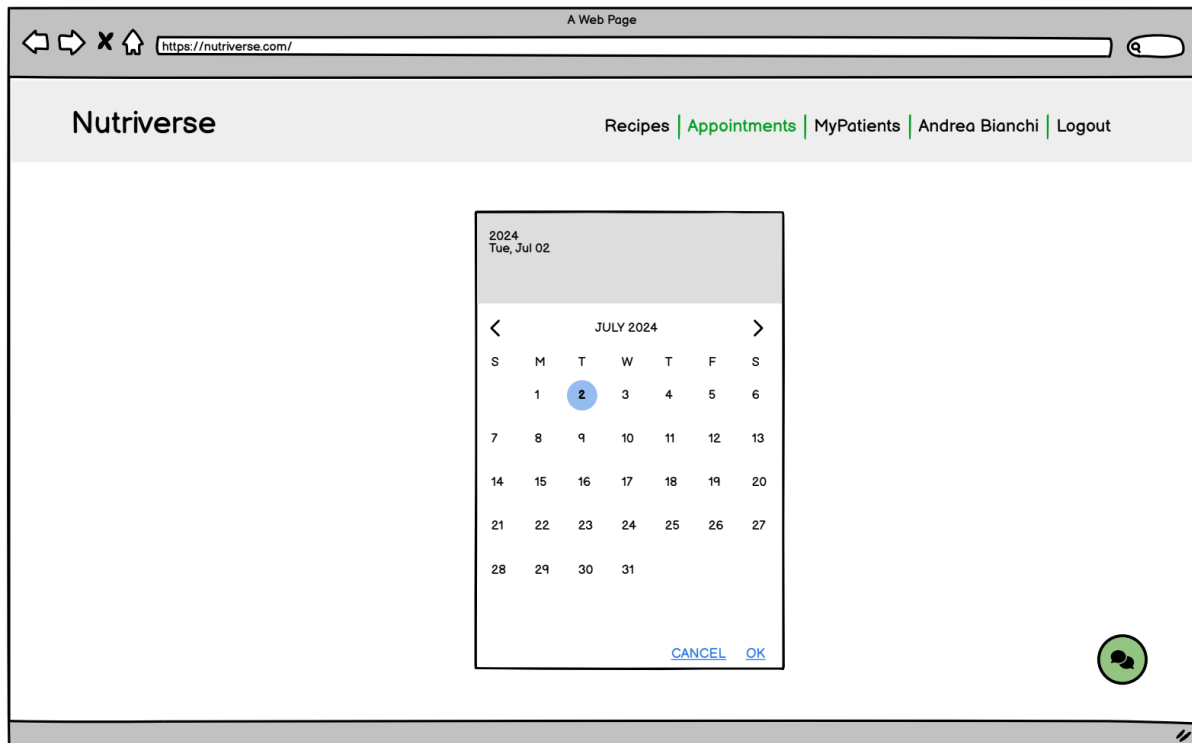 A Web Page
https://nutriverse.com/
Nutriverse
Recipes Appointments MyPatients Andrea Bianchi Logout
2024
Tue, Jul 02
JULY 2024
S M T W T F S
1 2 3 4 5 6
7 8 9 10 11 12 13
14 15 16 17 18 19 20
21 22 23 24 25 26 27
28 29 30 31
CANCEL OK